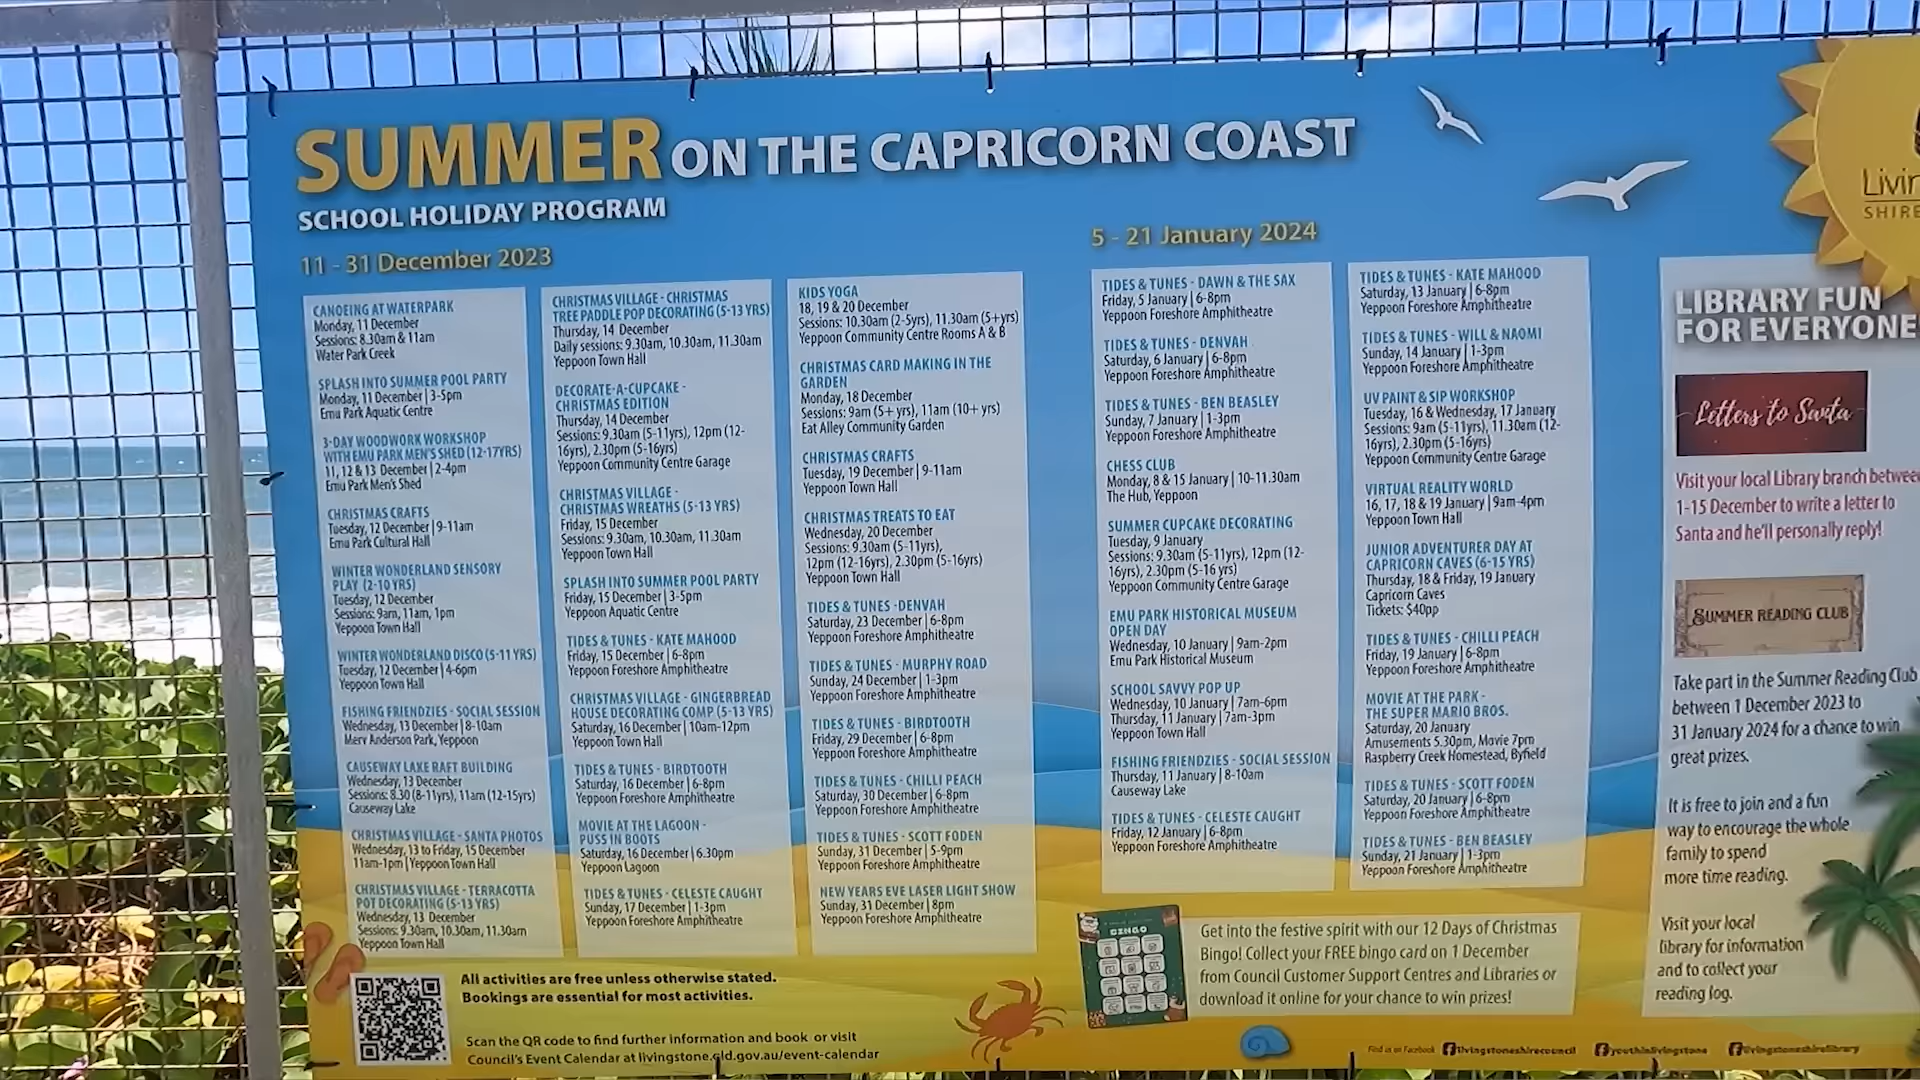 SUMMER ON THE CAPRICORN COAST
SCHOOL HOLIDAY PROGRAM
11 - 31 December 2023
CANOEING AT WATERPARK
Monday, 11 December
Sessions: 8.30am & 11am
Water Park Creek
SPLASH INTO SUMMER POOL PARTY
Monday, 11 December | 3-5pm
Emu Park Aquatic Centre
3-DAY WOODWORK WORKSHOP
WITH EMU PARK MEN'S SHED (12-17YRS)
11, 12 & 13 December | 2-4pm
Emu Park Men's Shed
CHRISTMAS CRAFTS
Tuesday, 12 December | 9-11am
Emu Park Cultural Hall
WINTER WONDERLAND SENSORY
PLAY (2-10 YRS)
Tuesday, 12 December
Sessions: 9am, 11am, 1pm
Yeppoon Town Hall
WINTER WONDERLAND DISCO (5-11 YRS)
Tuesday, 12 December | 4-6pm
Yeppoon Town Hall
FISHING FRIENDZIES - SOCIAL SESSION
Wednesday, 13 December | 8-10am
Merv Anderson Park, Yeppoon
CAUSEWAY LAKE RAFT BUILDING
Wednesday, 13 December
Sessions: 8.30 (8-11yrs), 11am (12-15yrs)
Causeway Lake
CHRISTMAS VILLAGE - SANTA PHOTOS
Wednesday, 13 to Friday, 15 December
11am-1pm | Yeppoon Town Hall
CHRISTMAS VILLAGE - TERRACOTTA
POT DECORATING (5-13 YRS)
Wednesday, 13 December
Sessions: 9.30am, 10.30am, 11.30am
Yeppoon Town Hall
CHRISTMAS VILLAGE - CHRISTMAS
TREE PADDLE POP DECORATING (5-13 YRS)
Thursday, 14 December
Daily sessions: 9.30am, 10.30am, 11.30am
Yeppoon Town Hall
DECORATE-A-CUPCAKE -
CHRISTMAS EDITION
Thursday, 14 December
Sessions: 9.30am (5-11yrs), 12pm (12-
16yrs), 2.30pm (5-16yrs)
Yeppoon Community Centre Garage
CHRISTMAS VILLAGE -
CHRISTMAS WREATHS (5-13 YRS)
Friday, 15 December
Sessions: 9.30am, 10.30am, 11.30am
Yeppoon Town Hall
SPLASH INTO SUMMER POOL PARTY
Friday, 15 December | 3-5pm
Yeppoon Aquatic Centre
TIDES & TUNES - KATE MAHOOD
Friday, 15 December | 6-8pm
Yeppoon Foreshore Amphitheatre
CHRISTMAS VILLAGE - GINGERBREAD
HOUSE DECORATING COMP (5-13 YRS)
Saturday, 16 December | 10am-12pm
Yeppoon Town Hall
TIDES & TUNES - BIRDTOOTH
Saturday, 16 December | 6-8pm
Yeppoon Foreshore Amphitheatre
MOVIE AT THE LAGOON -
PUSS IN BOOTS
Saturday, 16 December | 6.30pm
Yeppoon Lagoon
TIDES & TUNES - CELESTE CAUGHT
Sunday, 17 December | 1-3pm
Yeppoon Foreshore Amphitheatre
KIDS YOGA
18, 19 & 20 December
Sessions: 10.30am (2-5yrs), 11.30am (5+yrs)
Yeppoon Community Centre Rooms A & B
CHRISTMAS CARD MAKING IN THE
GARDEN
Monday, 18 December
Sessions: 9am (5+ yrs), 11am (10+ yrs)
Eat Alley Community Garden
CHRISTMAS CRAFTS
Tuesday, 19 December | 9-11am
Yeppoon Town Hall
CHRISTMAS TREATS TO EAT
Wednesday, 20 December
Sessions: 9.30am (5-11yrs),
12pm (12-16yrs), 2.30pm (5-16yrs)
Yeppoon Town Hall
TIDES & TUNES -DENVAH
Saturday, 23 December | 6-8pm
Yeppoon Foreshore Amphitheatre
TIDES & TUNES - MURPHY ROAD
Sunday, 24 December | 1-3pm
Yeppoon Foreshore Amphitheatre
TIDES & TUNES - BIRDTOOTH
Friday, 29 December | 6-8pm
Yeppoon Foreshore Amphitheatre
TIDES & TUNES - CHILLI PEACH
Saturday, 30 December | 6-8pm
Yeppoon Foreshore Amphitheatre
TIDES & TUNES - SCOTT FODEN
Sunday, 31 December | 5-9pm
Yeppoon Foreshore Amphitheatre
NEW YEARS EVE LASER LIGHT SHOW
Sunday, 31 December | 8pm
Yeppoon Foreshore Amphitheatre
5 - 21 January 2024
TIDES & TUNES - DAWN & THE SAX
Friday, 5 January | 6-8pm
Yeppoon Foreshore Amphitheatre
TIDES & TUNES - DENVAH
Saturday, 6 January | 6-8pm
Yeppoon Foreshore Amphitheatre
TIDES & TUNES - BEN BEASLEY
Sunday, 7 January | 1-3pm
Yeppoon Foreshore Amphitheatre
CHESS CLUB
Monday, 8 & 15 January | 10-11.30am
The Hub, Yeppoon
SUMMER CUPCAKE DECORATING
Tuesday, 9 January
Sessions: 9.30am (5-11yrs), 12pm (12-
16yrs), 2.30pm (5-16 yrs)
Yeppoon Community Centre Garage
EMU PARK HISTORICAL MUSEUM
OPEN DAY
Wednesday, 10 January | 9am-2pm
Emu Park Historical Museum
SCHOOL SAVVY POP UP
Wednesday, 10 January | 7am-6pm
Thursday, 11 January | 7am-3pm
Yeppoon Town Hall
FISHING FRIENDZIES - SOCIAL SESSION
Thursday, 11 January | 8-10am
Causeway Lake
TIDES & TUNES - CELESTE CAUGHT
Friday, 12 January | 6-8pm
Yeppoon Foreshore Amphitheatre
TIDES & TUNES - KATE MAHOOD
Saturday, 13 January | 6-8pm
Yeppoon Foreshore Amphitheatre
TIDES & TUNES - WILL & NAOMI
Sunday, 14 January | 1-3pm
Yeppoon Foreshore Amphitheatre
UV PAINT & SIP WORKSHOP
Tuesday, 16 & Wednesday, 17 January
Sessions: 9am (5-11yrs), 11.30am (12-
16yrs), 2.30pm (5-16yrs)
Yeppoon Community Centre Garage
VIRTUAL REALITY WORLD
16, 17, 18 & 19 January | 9am-4pm
Yeppoon Town Hall
JUNIOR ADVENTURER DAY AT
CAPRICORN CAVES (6-15 YRS)
Thursday, 18 & Friday, 19 January
Capricorn Caves
Tickets: $40pp
TIDES & TUNES - CHILLI PEACH
Friday, 19 January | 6-8pm
Yeppoon Foreshore Amphitheatre
MOVIE AT THE PARK -
THE SUPER MARIO BROS.
Saturday, 20 January
Amusements 5.30pm, Movie 7pm
Raspberry Creek Homestead, Byfield
TIDES & TUNES - SCOTT FODEN
Saturday, 20 January | 6-8pm
Yeppoon Foreshore Amphitheatre
TIDES & TUNES - BEN BEASLEY
Sunday, 21 January | 1-3pm
Yeppoon Foreshore Amphitheatre
SHIRE
LIBRARY FUN
FOR EVERYONE
Letters to Santa
Visit your local Library branch between
1-15 December to write a letter to
Santa and he'll personally reply!
SUMMER READING CLUB
Take part in the Summer Reading Club
between 1 December 2023 to
31 January 2024 for a chance to win
great prizes.
It is free to join and a fun
way to encourage the whole
family to spend
more time reading.
Visit your local
library for information
and to collect your
reading log.
All activities are free unless otherwise stated.
Bookings are essential for most activities.
Scan the QR code to find further information and book or visit
Council's Event Calendar at livingstone.qld.gov.au/event-calendar
BINGO
Get into the festive spirit with our 12 Days of Christmas
Bingo! Collect your FREE bingo card on 1 December
from Council Customer Support Centres and Libraries or
download it online for your chance to win prizes!
Find us on Facebook livingstoneshirecouncil youthinlivingstone livingstoneshirelibrary